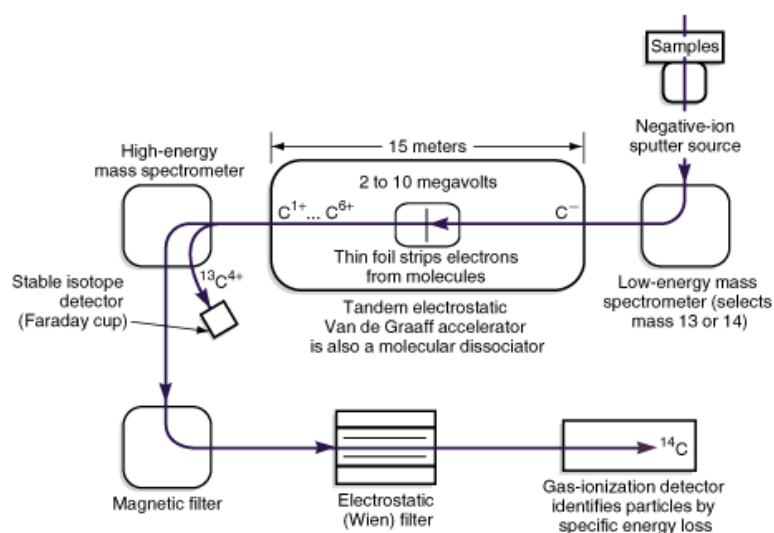 Samples
Negative-ion
sputter source
15 meters
High-energy
mass spectrometer
2 to 10 megavolts
C¹⁺... C⁶⁺
C⁻
Thin foil strips electrons
from molecules
¹³C⁴⁺
Stable isotope
detector
(Faraday cup)
Low-energy mass
spectrometer (selects
mass 13 or 14)
Tandem electrostatic
Van de Graaff accelerator
is also a molecular dissociator
¹⁴C
Magnetic filter
Electrostatic
(Wien) filter
Gas-ionization detector
identifies particles by
specific energy loss